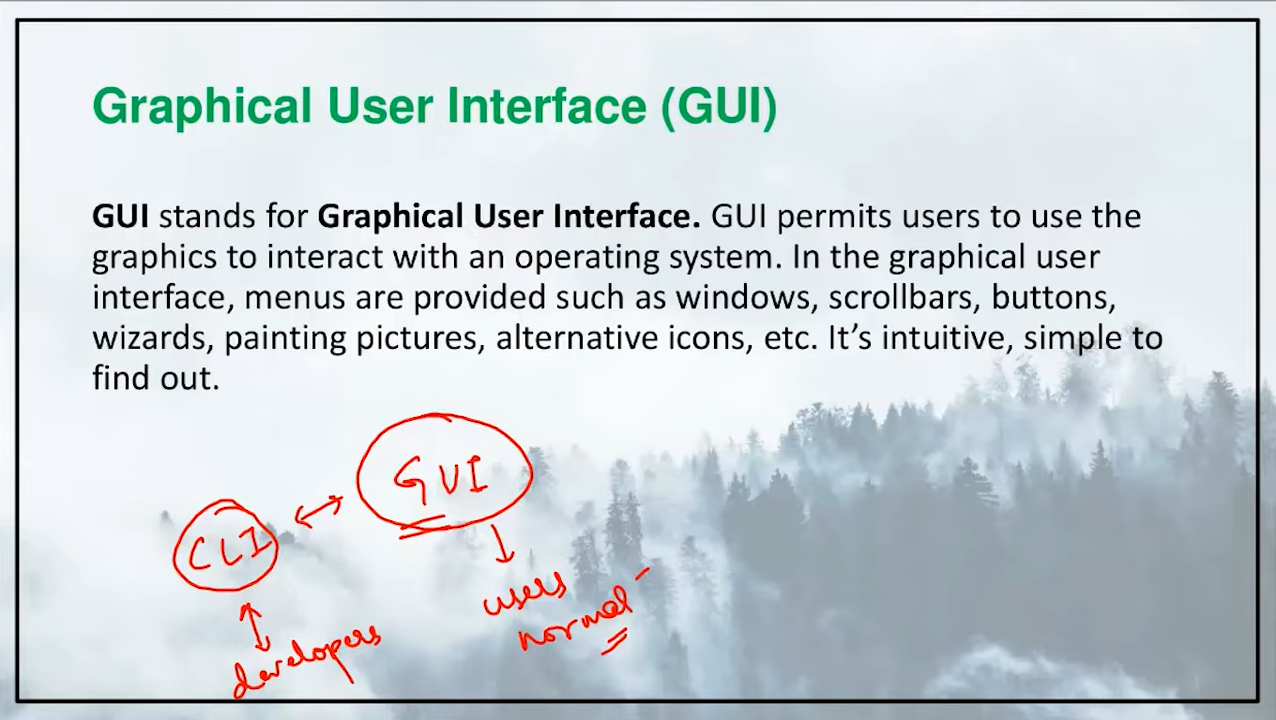 Graphical User Interface (GUI)
GUI stands for Graphical User Interface. GUI permits users to use the
graphics to interact with an operating system. In the graphical user
interface, menus are provided such as windows, scrollbars, buttons,
wizards, painting pictures, alternative icons, etc. It’s intuitive, simple to
find out.
GUI
CLI
users
normal
developers